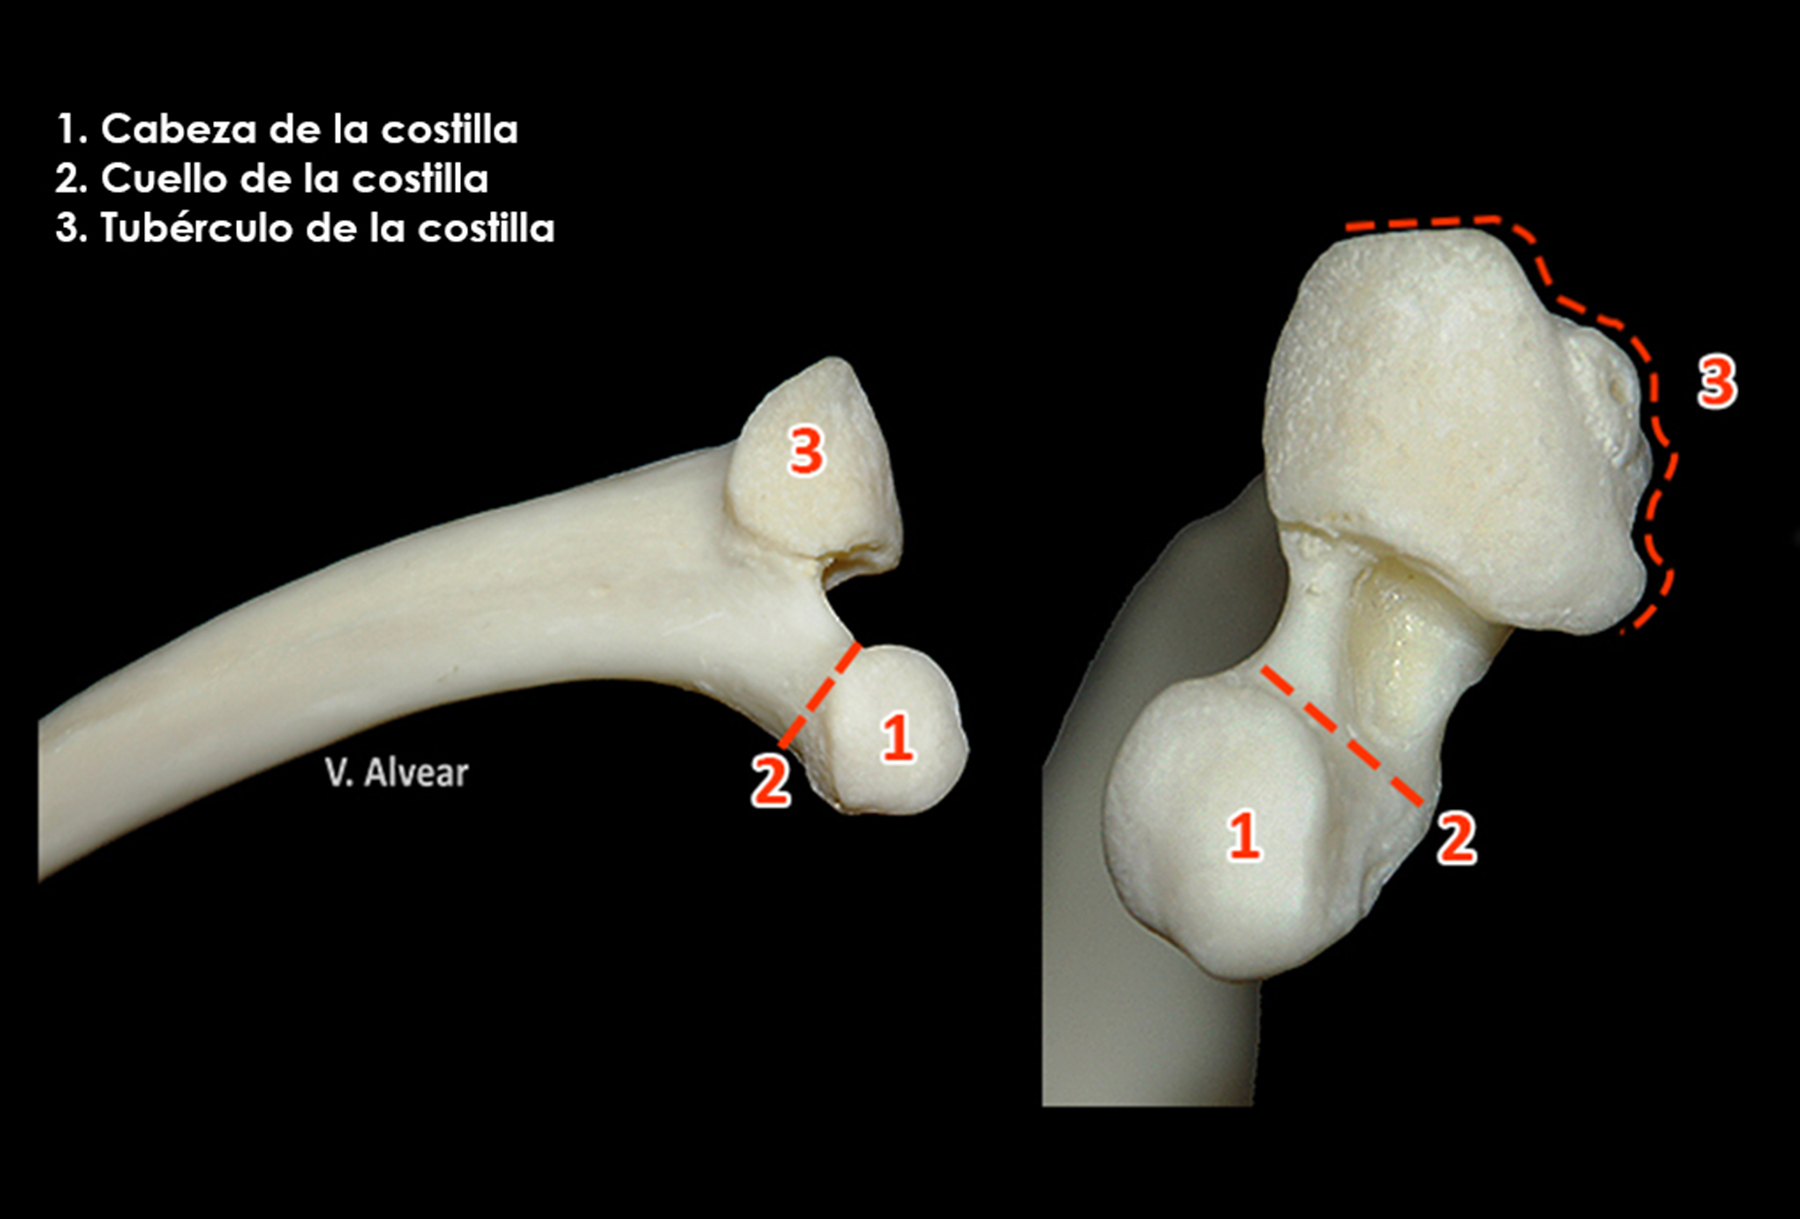 1. Cabeza de la costilla
2. Cuello de la costilla
3. Tubérculo de la costilla
3
3
1
2
V. Alvear
1
2